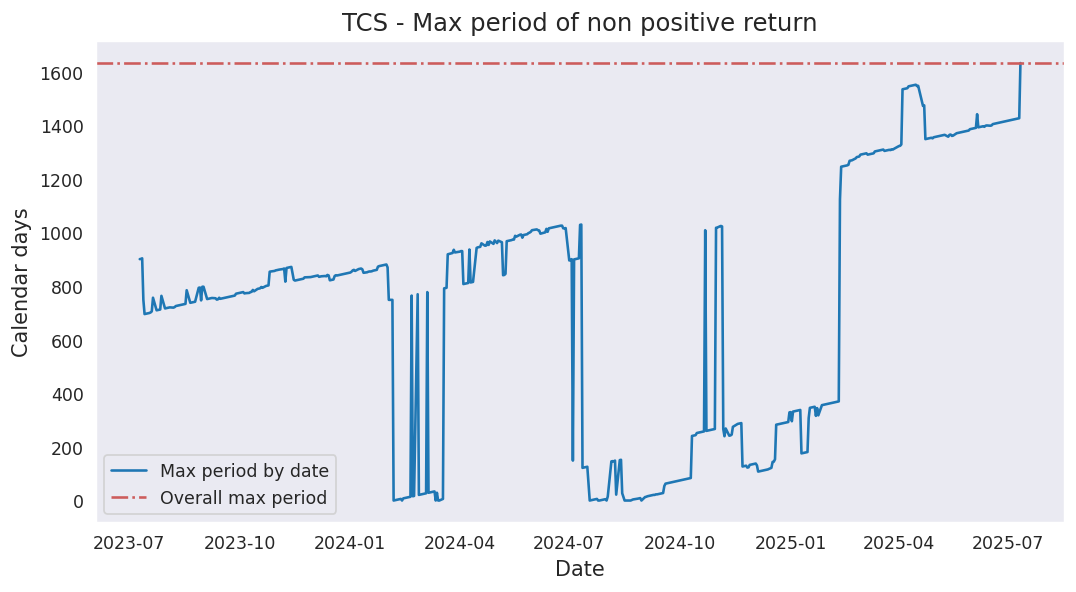 TCS - Max period of non positive return
Calendar days
1600
1400
1200
1000
800
600
400
200
0
Max period by date
Overall max period
2023-07 2023-10 2024-01 2024-04 2024-07 2024-10 2025-01 2025-04 2025-07
Date